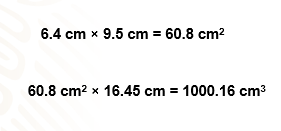 6.4 cm × 9.5 cm = 60.8 cm²
60.8 cm² × 16.45 cm = 1000.16 cm³